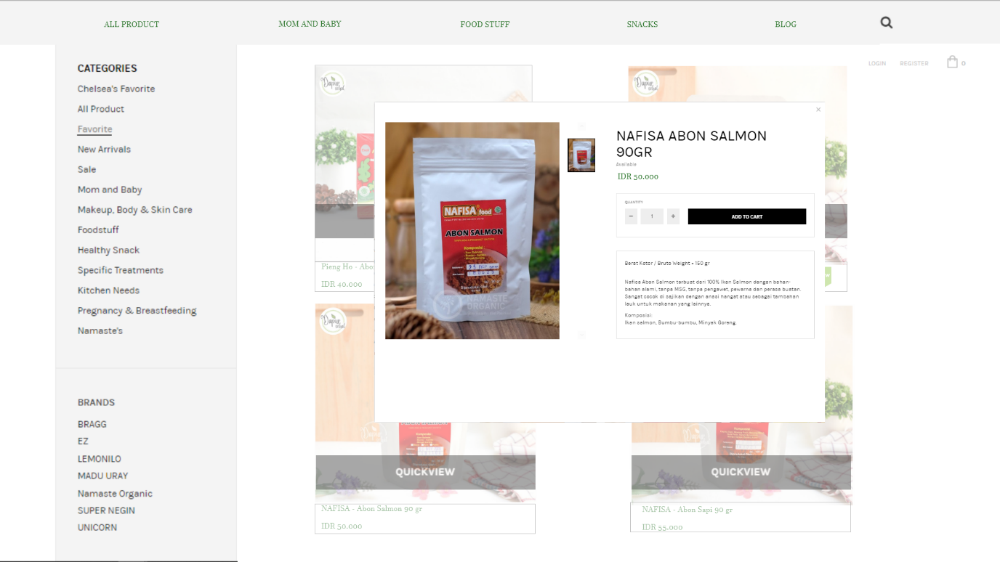 ALL PRODUCT
MOM AND BABY
FOOD STUFF
SNACKS
BLOG
LOGIN
REGISTER
0
CATEGORIES
Chelsea's Favorite
All Product
Favorite
New Arrivals
Sale
Mom and Baby
Makeup, Body & Skin Care
Foodstuff
Healthy Snack
Specific Treatments
Kitchen Needs
Pregnancy & Breastfeeding
Namaste's
BRANDS
BRAGG
EZ
LEMONILO
MADU URAY
Namaste Organic
SUPER NEGIN
UNICORN
Dapur
Dapur
Pieng Ho - Abo
IDR 40.000
×
NAFISA food
ABON SALMON
Komposisi:
NAMASTE
ORGANIC
NAFISA ABON SALMON
90GR
Available
IDR 50.000
QUANTITY
− 1 +
ADD TO CART
Berat Kotor / Bruto Weight = 150 gr
Nafisa Abon Salmon terbuat dari 100% Ikan Salmon dengan bahan-
bahan alami, tanpa MSG, tanpa pengawet, pewarna dan perasa buatan.
Sangat cocok di sajikan dengan anasi hangat atau sebagai tambahan
lauk untuk makanan yang lainnya.
Komposisi:
Ikan salmon, Bumbu-bumbu, Minyak Goreng.
Dapur
Dapur
QUICKVIEW
NAFISA - Abon Salmon 90 gr
IDR 50.000
Dapur
QUICKVIEW
NAFISA - Abon Sapi 90 gr
IDR 55.000